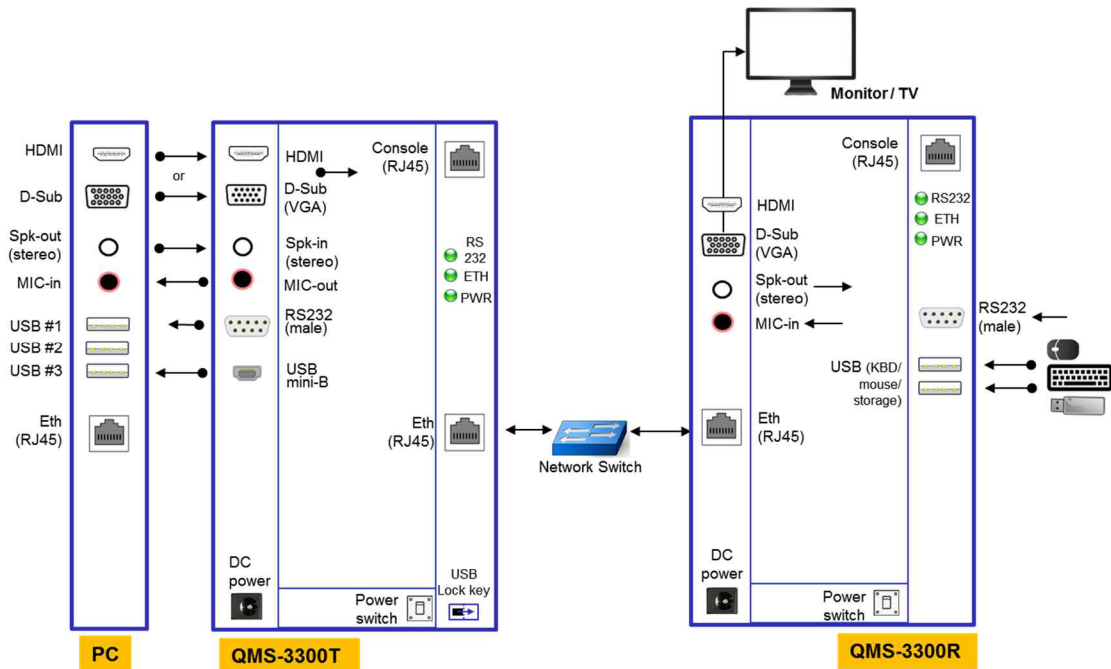 Monitor / TV
HDMI
D-Sub
Spk-out
(stereo)
MIC-in
USB #1
USB #2
USB #3
Eth
(RJ45)
or
HDMI
D-Sub
(VGA)
Spk-in
(stereo)
MIC-out
RS232
(male)
USB
mini-B
DC
power
Console
(RJ45)
RS
232
ETH
PWR
Eth
(RJ45)
Power
switch
USB
Lock key
Network Switch
HDMI
D-Sub
(VGA)
Spk-out
(stereo)
MIC-in
Eth
(RJ45)
DC
power
Console
(RJ45)
RS232
ETH
PWR
RS232
(male)
USB (KBD/
mouse/
storage)
Power
switch
PC
QMS-3300T
QMS-3300R